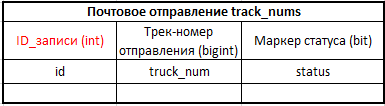 Почтовое отправление track_nums
ID_записи (int)
Трек-номер
отправления (bigint)
Маркер статуса (bit)
id
truck_num
status